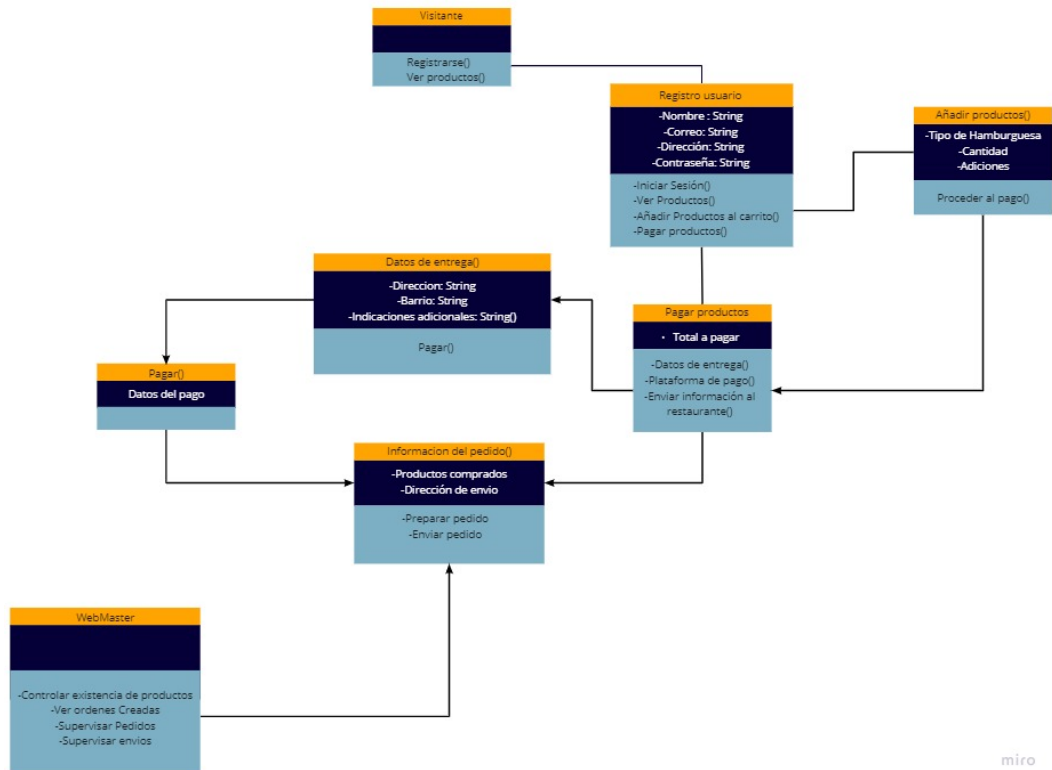 Visitante
Registrarse()
Ver productos()
Registro usuario
-Nombre : String
-Correo: String
-Dirección: String
-Contraseña: String
-Iniciar Sesión()
-Ver Productos()
-Añadir Productos al carrito()
-Pagar productos()
Añadir productos()
-Tipo de Hamburguesa
-Cantidad
-Adiciones
Proceder al pago()
Datos de entrega()
-Direccion: String
-Barrio: String
-Indicaciones adicionales: String()
Pagar()
Pagar productos
• Total a pagar
-Datos de entrega()
-Plataforma de pago()
-Enviar información al
restaurante()
Pagar()
Datos del pago
Informacion del pedido()
-Productos comprados
-Dirección de envio
-Preparar pedido
-Enviar pedido
WebMaster
-Controlar existencia de productos
-Ver ordenes Creadas
-Supervisar Pedidos
-Supervisar envios
miro